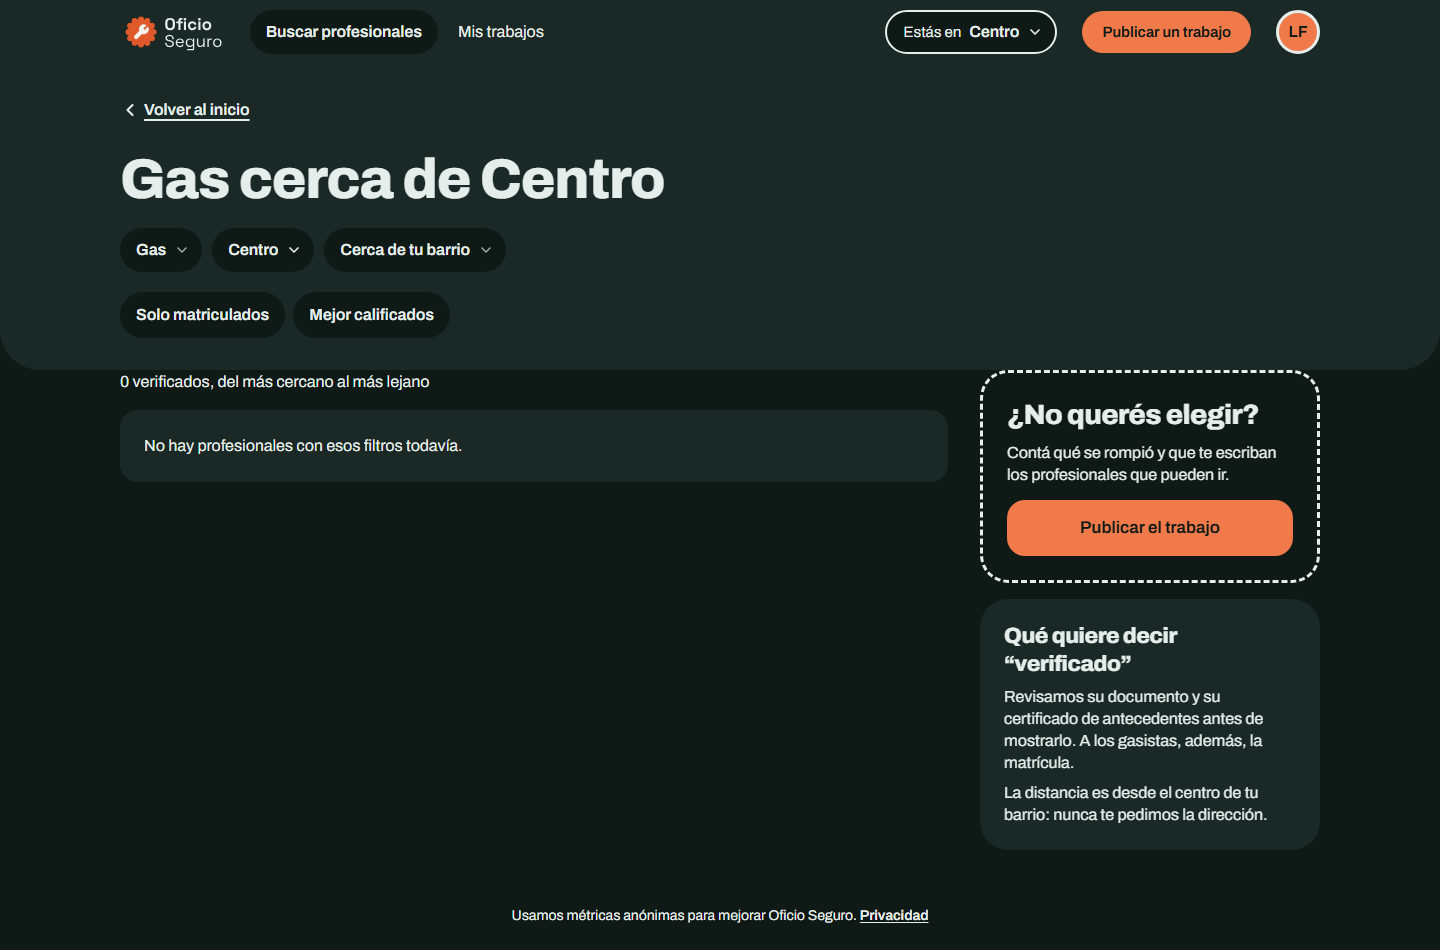 Oficio
Seguro
Buscar profesionales
Mis trabajos
Estás en Centro
Publicar un trabajo
LF
Volver al inicio
Gas cerca de Centro
Gas
Centro
Cerca de tu barrio
Solo matriculados
Mejor calificados
0 verificados, del más cercano al más lejano
No hay profesionales con esos filtros todavía.
¿No querés elegir?
Contá qué se rompió y que te escriban
los profesionales que pueden ir.
Publicar el trabajo
Qué quiere decir
“verificado”
Revisamos su documento y su
certificado de antecedentes antes de
mostrarlo. A los gasistas, además, la
matrícula.
La distancia es desde el centro de tu
barrio: nunca te pedimos la dirección.
Usamos métricas anónimas para mejorar Oficio Seguro. Privacidad